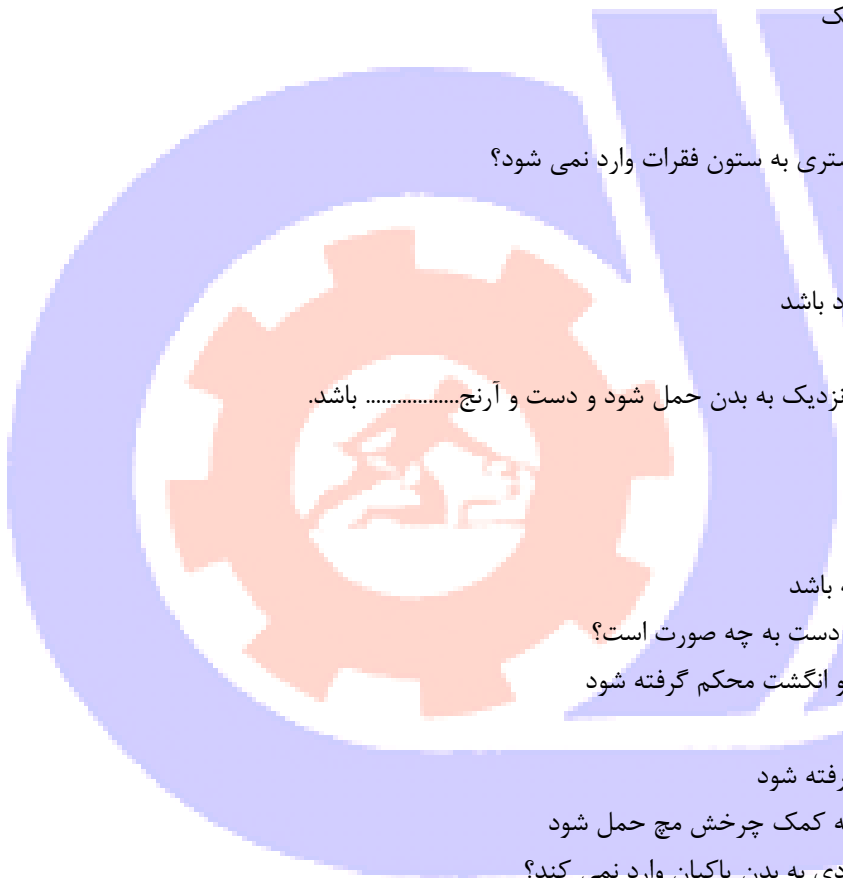 ستری به ستون فقرات وارد نمی شود؟
د باشد
نزدیک به بدن حمل شود و دست و آرنج.................. باشد.
باشد
دست به چه صورت است؟
و انگشت محکم گرفته شود
رفته شود
ه کمک چرخش مچ حمل شود
دی به بدن پاکبان وارد نمی کند؟